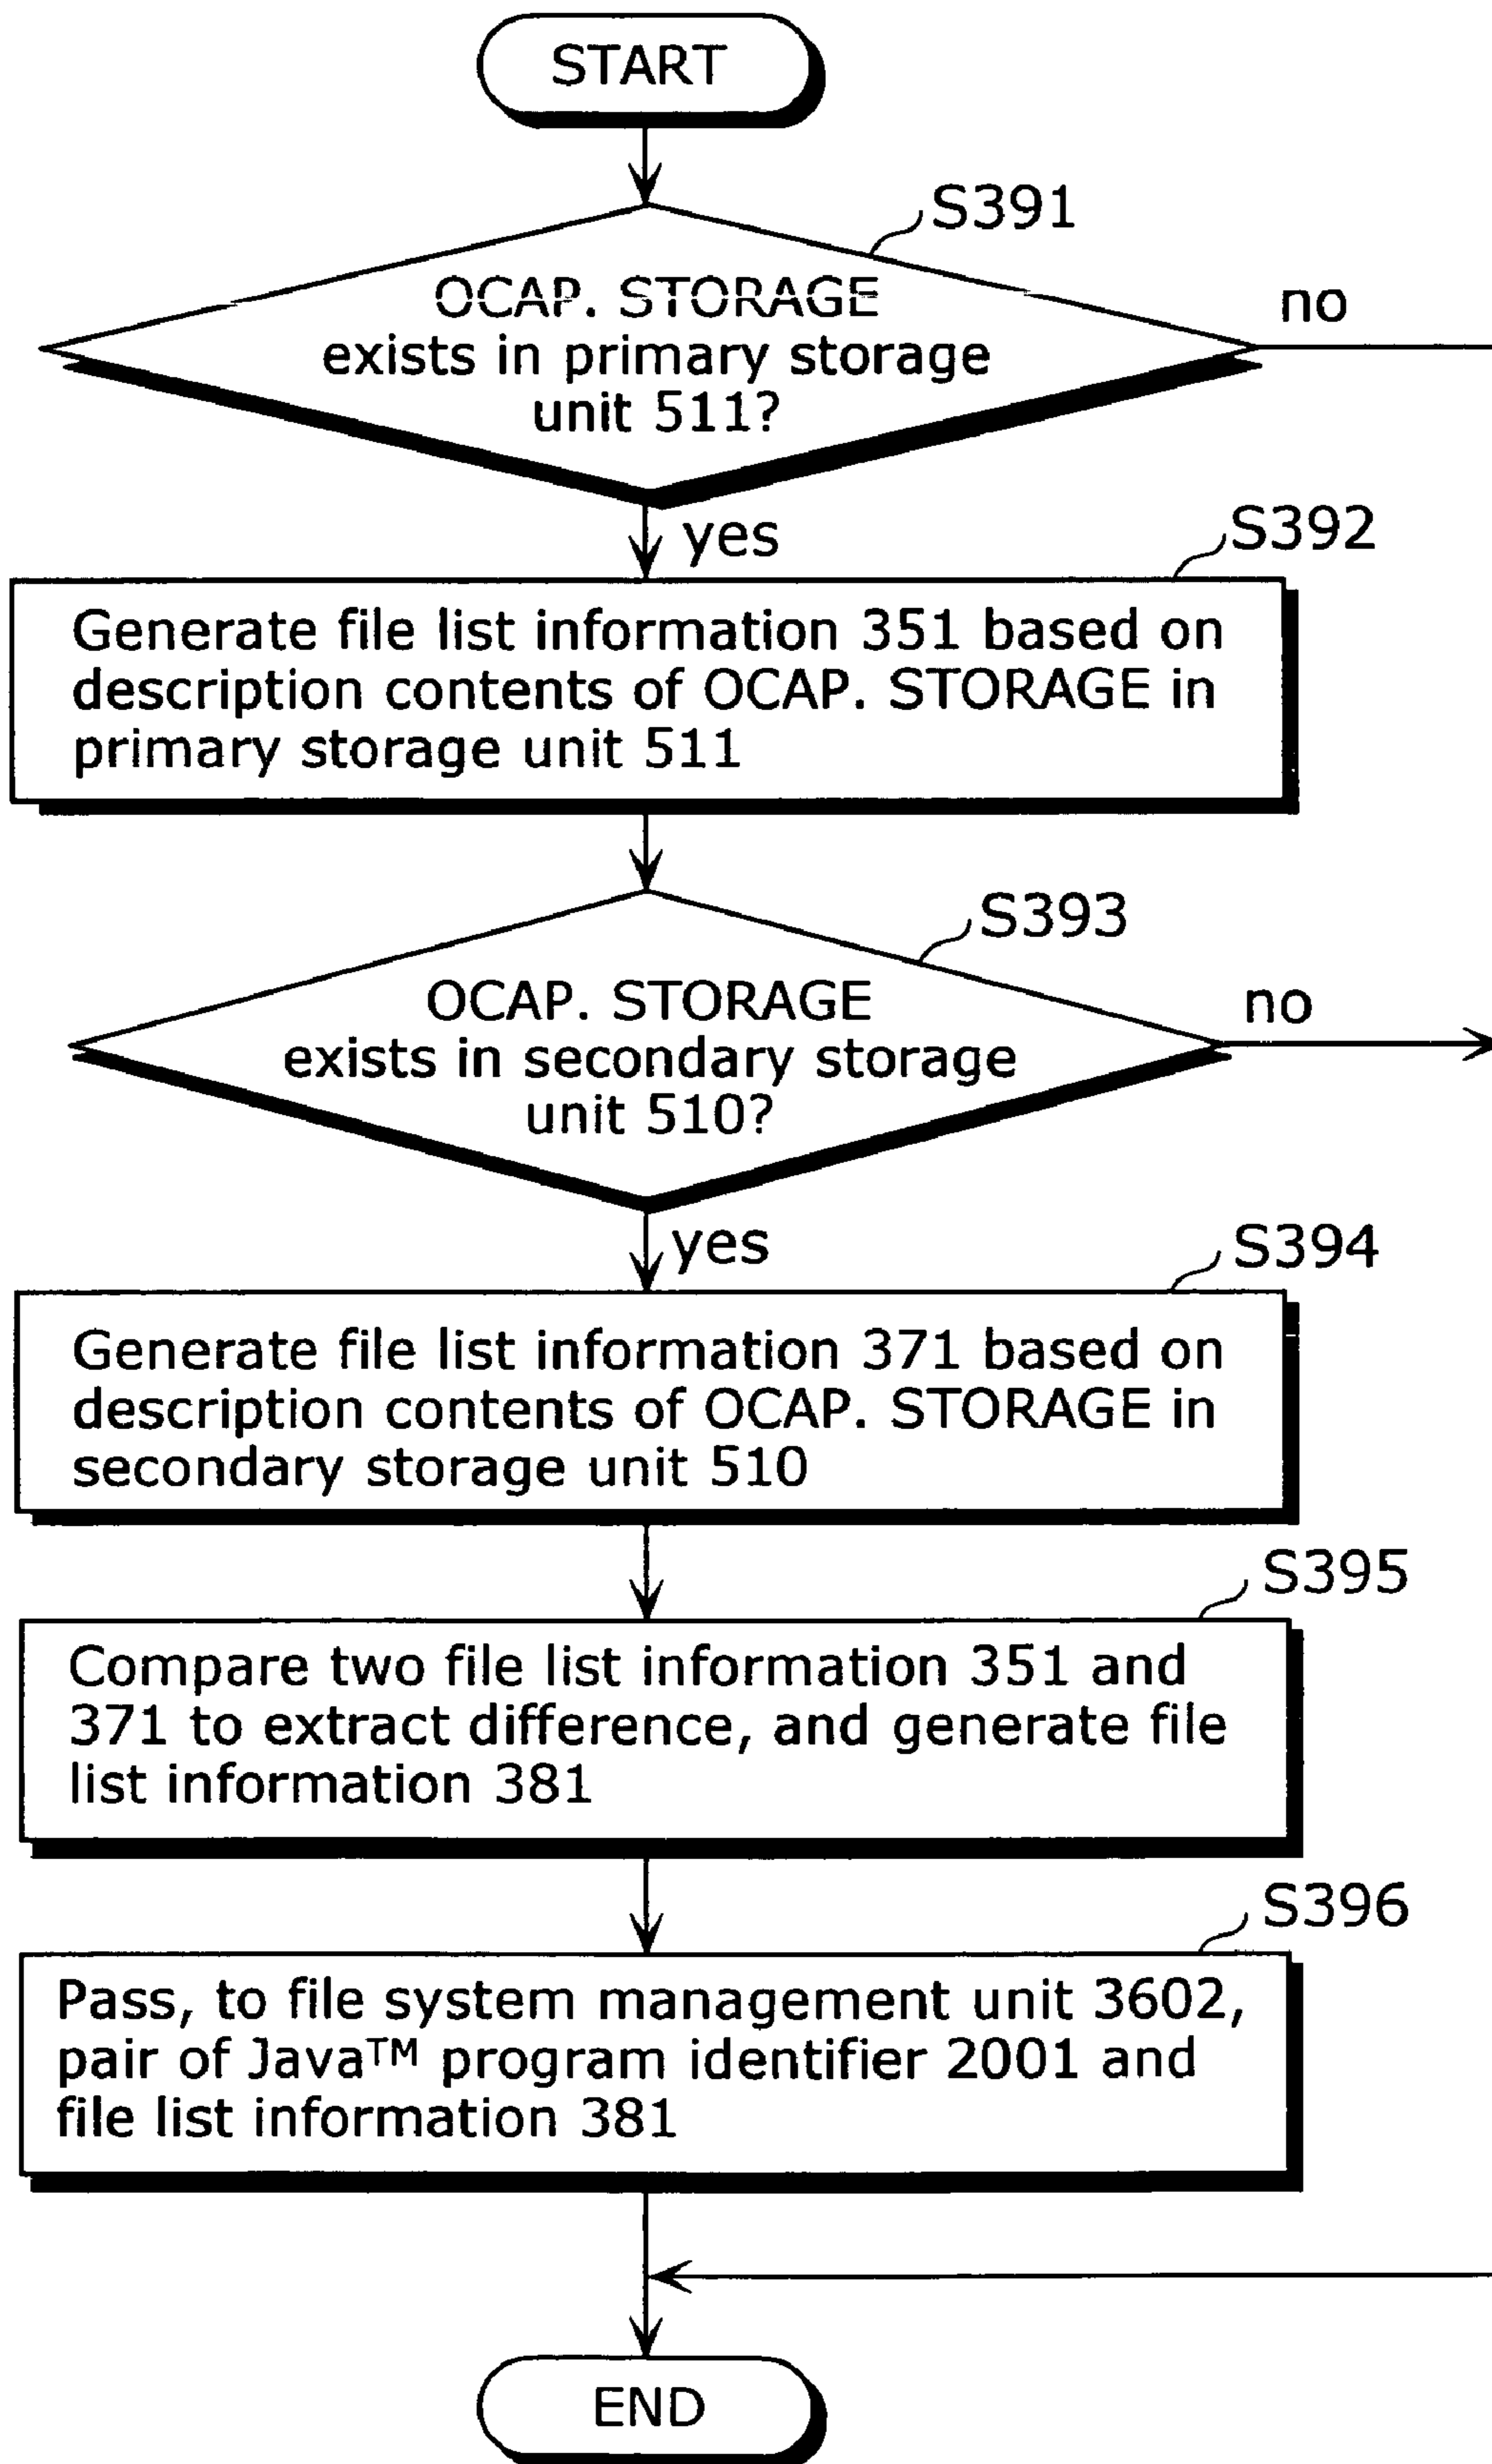 START
S391
OCAP. STORAGE
exists in primary storage
unit 511?
no
yes
S392
Generate file list information 351 based on
description contents of OCAP. STORAGE in
primary storage unit 511
S393
OCAP. STORAGE
exists in secondary storage
unit 510?
no
yes
S394
Generate file list information 371 based on
description contents of OCAP. STORAGE in
secondary storage unit 510
S395
Compare two file list information 351 and
371 to extract difference, and generate file
list information 381
S396
Pass, to file system management unit 3602,
pair of Java™ program identifier 2001 and
file list information 381
END